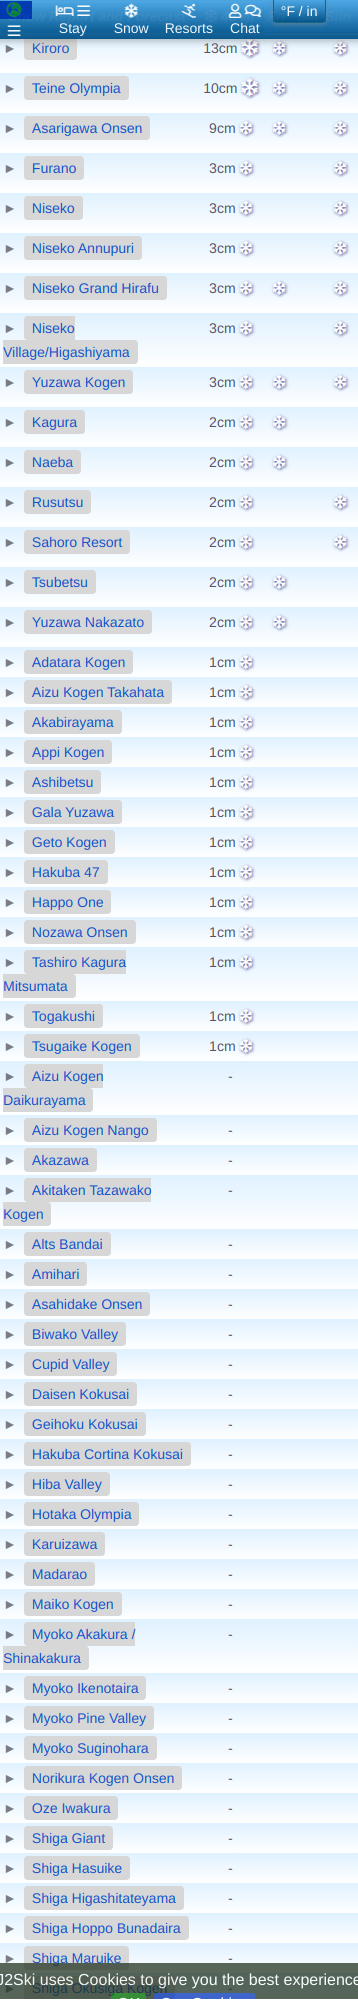 Stay Snow Resorts Chat °F / in
Kiroro 13cm
Teine Olympia 10cm
Asarigawa Onsen 9cm
Furano 3cm
Niseko 3cm
Niseko Annupuri 3cm
Niseko Grand Hirafu 3cm
Niseko 3cm
Village/Higashiyama
Yuzawa Kogen 3cm
Kagura 2cm
Naeba 2cm
Rusutsu 2cm
Sahoro Resort 2cm
Tsubetsu 2cm
Yuzawa Nakazato 2cm
Adatara Kogen 1cm
Aizu Kogen Takahata 1cm
Akabirayama 1cm
Appi Kogen 1cm
Ashibetsu 1cm
Gala Yuzawa 1cm
Geto Kogen 1cm
Hakuba 47 1cm
Happo One 1cm
Nozawa Onsen 1cm
Tashiro Kagura 1cm
Mitsumata
Togakushi 1cm
Tsugaike Kogen 1cm
Aizu Kogen -
Daikurayama
Aizu Kogen Nango -
Akazawa -
Akitaken Tazawako -
Kogen
Alts Bandai -
Amihari -
Asahidake Onsen -
Biwako Valley -
Cupid Valley -
Daisen Kokusai -
Geihoku Kokusai -
Hakuba Cortina Kokusai -
Hiba Valley -
Hotaka Olympia -
Karuizawa -
Madarao -
Maiko Kogen -
Myoko Akakura / -
Shinakakura
Myoko Ikenotaira -
Myoko Pine Valley -
Myoko Suginohara -
Norikura Kogen Onsen -
Oze Iwakura -
Shiga Giant -
Shiga Hasuike -
Shiga Higashitateyama -
Shiga Hoppo Bunadaira -
Shiga Maruike -
J2Ski uses Cookies to give you the best experience
Shiga Okusiga Kogen -